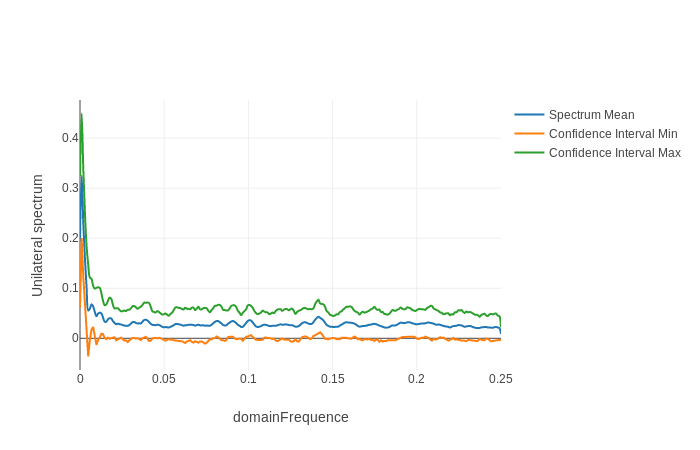 Unilateral spectrum
0.4
0.3
0.2
0.1
0
0
0.05
0.1
0.15
0.2
0.25
domainFrequence
Spectrum Mean
Confidence Interval Min
Confidence Interval Max